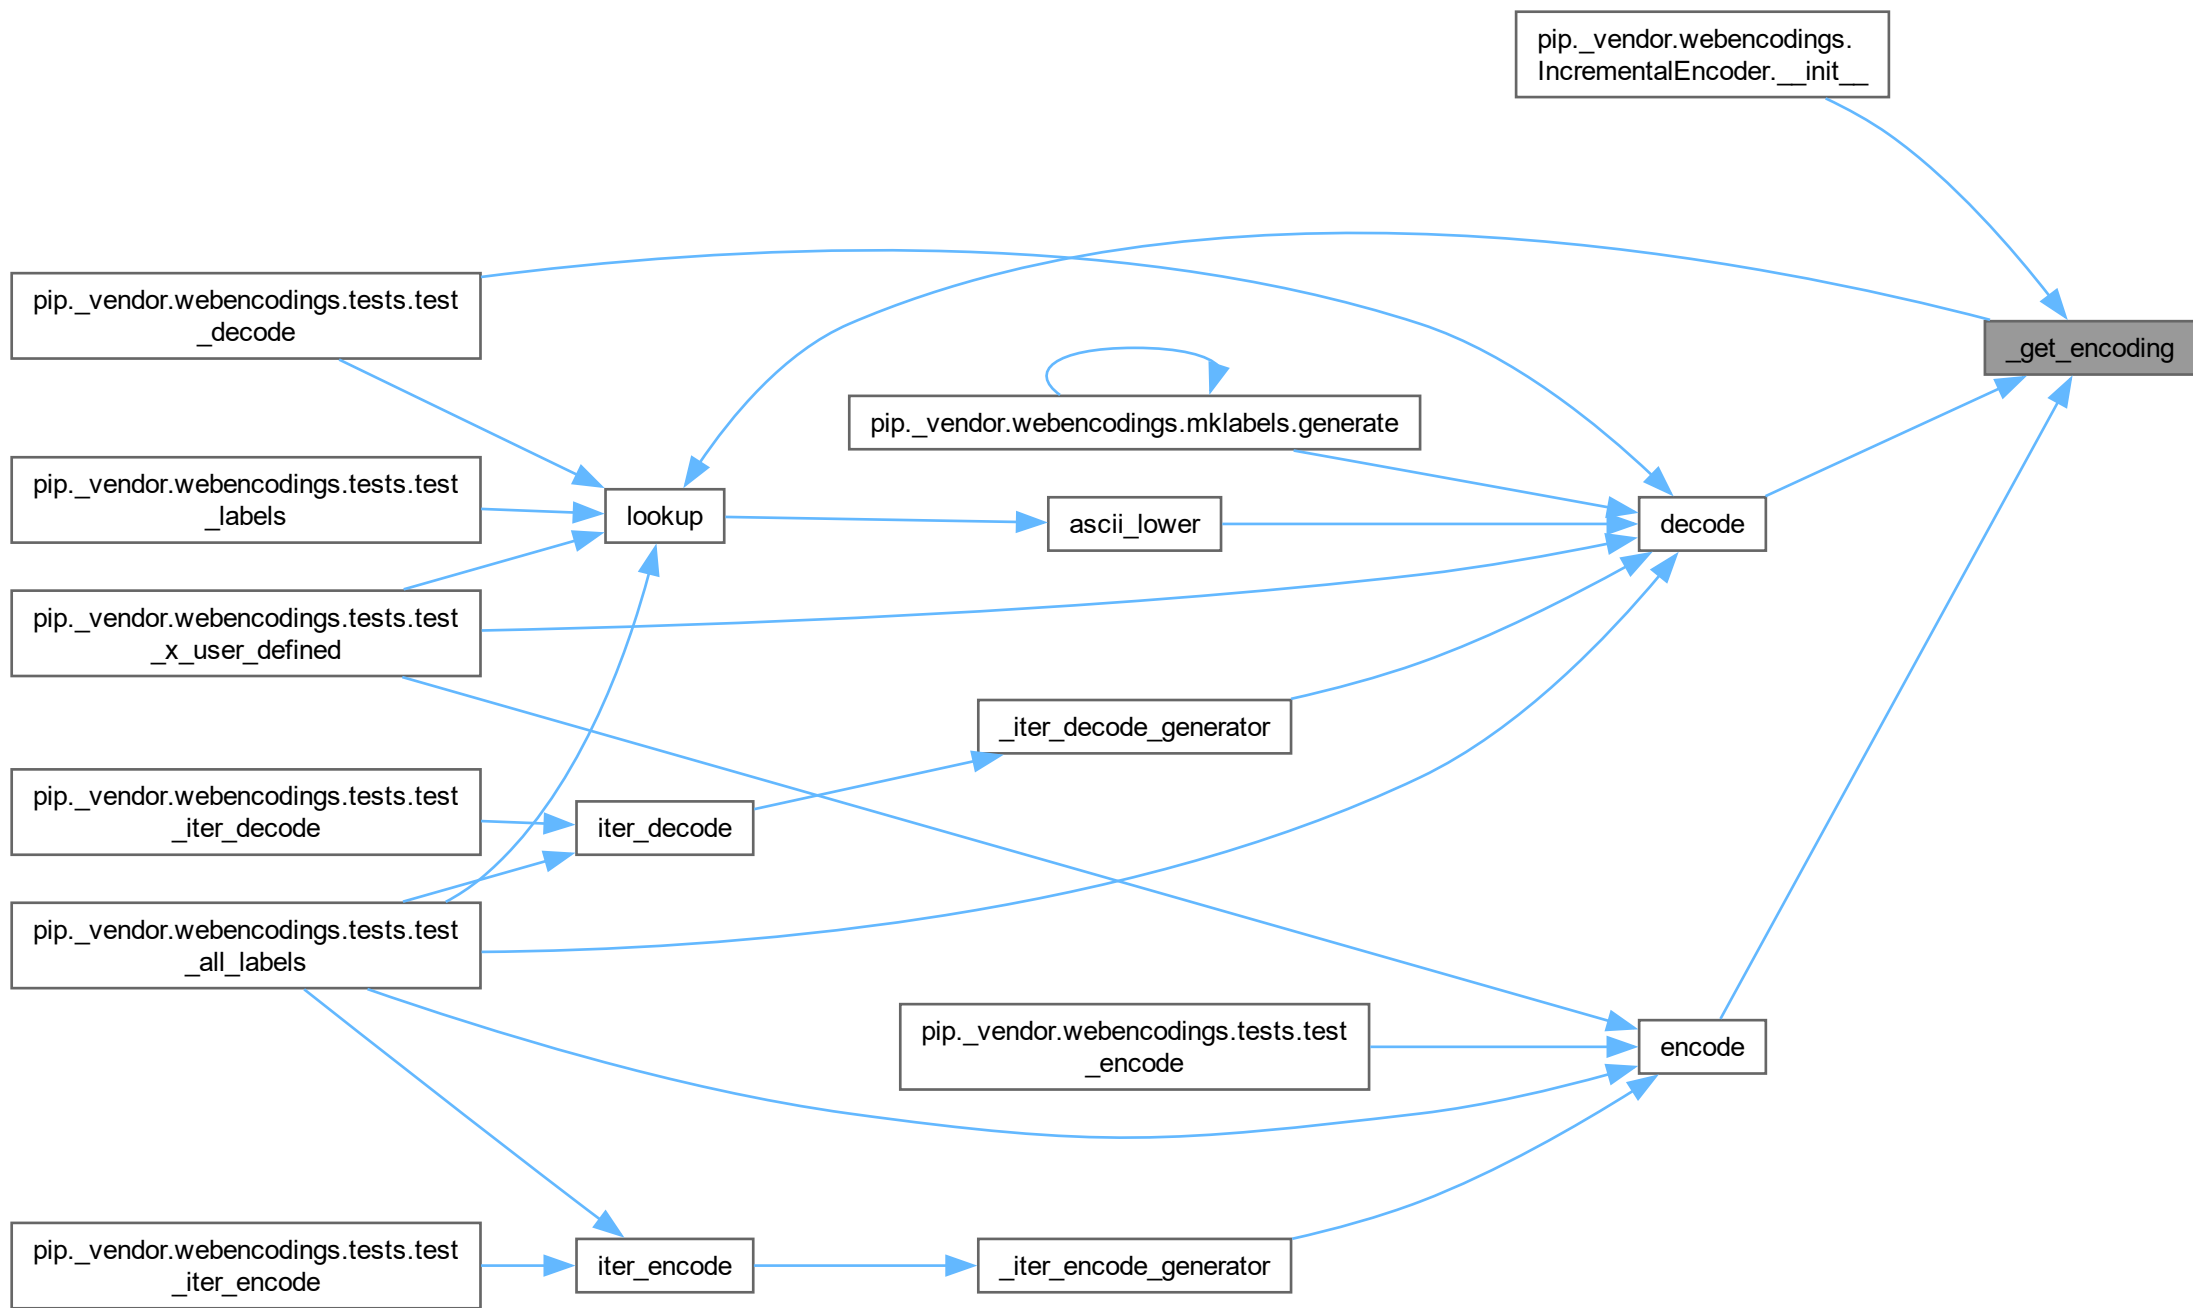 pip._vendor.webencodings.
IncrementalEncoder.__init__
pip._vendor.webencodings.tests.test
_decode
_get_encoding
pip._vendor.webencodings.mklabels.generate
pip._vendor.webencodings.tests.test
_labels
lookup
ascii_lower
decode
pip._vendor.webencodings.tests.test
_x_user_defined
_iter_decode_generator
pip._vendor.webencodings.tests.test
_iter_decode
iter_decode
pip._vendor.webencodings.tests.test
_all_labels
pip._vendor.webencodings.tests.test
_encode
encode
pip._vendor.webencodings.tests.test
_iter_encode
iter_encode
_iter_encode_generator